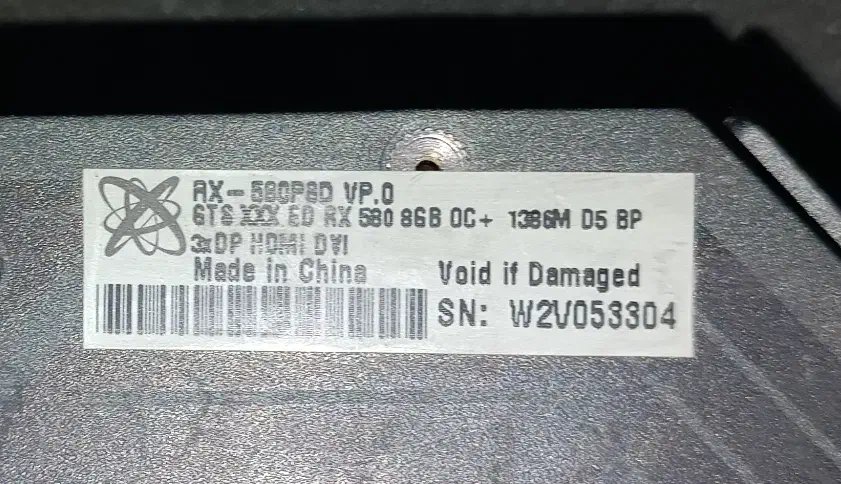 RX-580P8D VP.0
GTS XXX ED RX 580 8GB OC+ 1386M D5 BP
3xDP HDMI DVI
Made in China Void if Damaged
SN: W2V053304